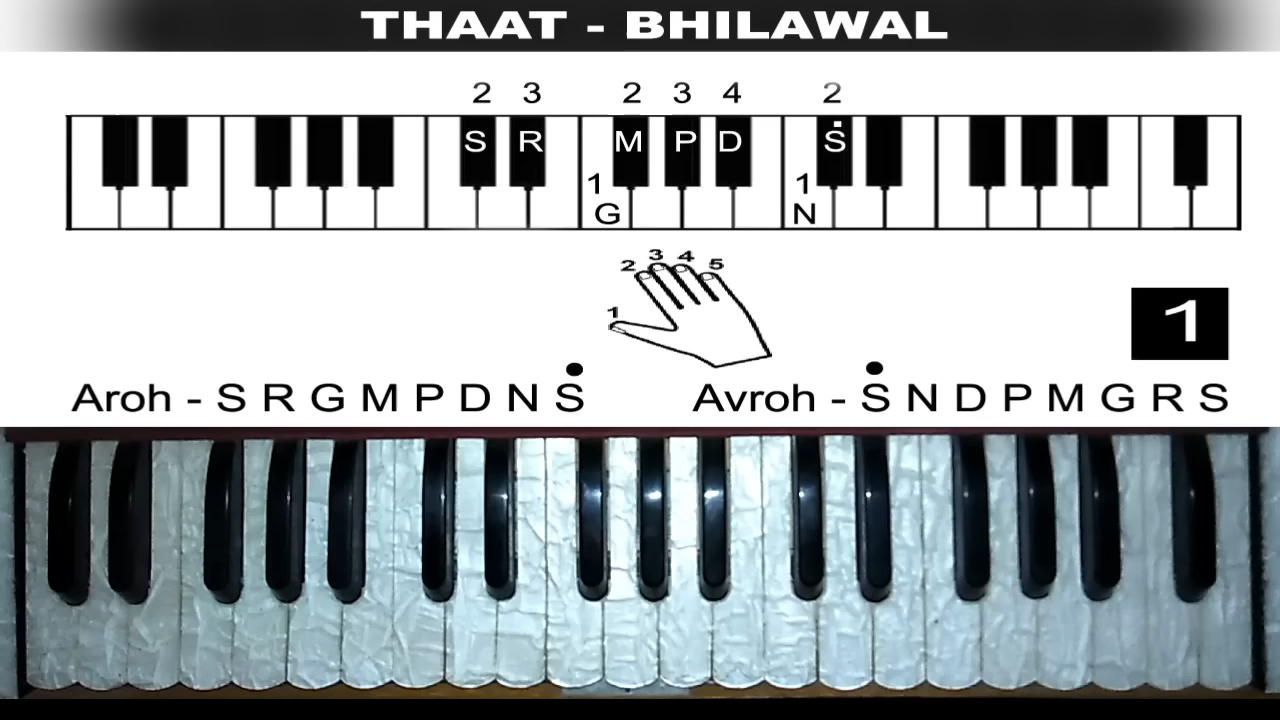 THAAT - BHILAWAL
2 3 2 3 4 2
S R M P D Ṡ
1 1
G N
1 2 3 4 5
1
Aroh - S R G M P D N Ṡ
Avroh - Ṡ N D P M G R S